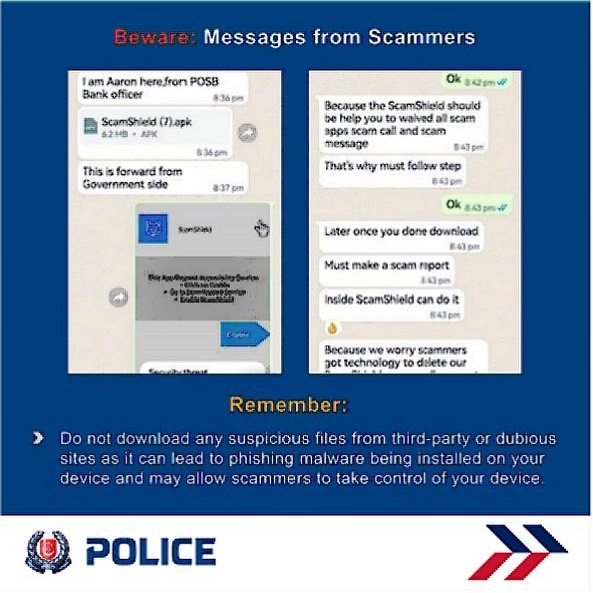 Beware: Messages from Scammers
I am Aaron here,from POSB
Bank officer
8:36 pm
ScamShield (7).apk
6.2 MB • APK
8:36 pm
This is forward from
Government side
8:37 pm
ScamShield
Security threat
Ok 8:42 pm
Because the ScamShield should
be help you to waived all scam
apps scam call and scam
message
8:43 pm
That's why must follow step
8:43 pm
Ok 8:43 pm
Later once you done download
8:43 pm
Must make a scam report
8:43 pm
Inside ScamShield can do it
8:43 pm
Because we worry scammers
got technology to delete our
Remember:
Do not download any suspicious files from third-party or dubious
sites as it can lead to phishing malware being installed on your
device and may allow scammers to take control of your device.
POLICE